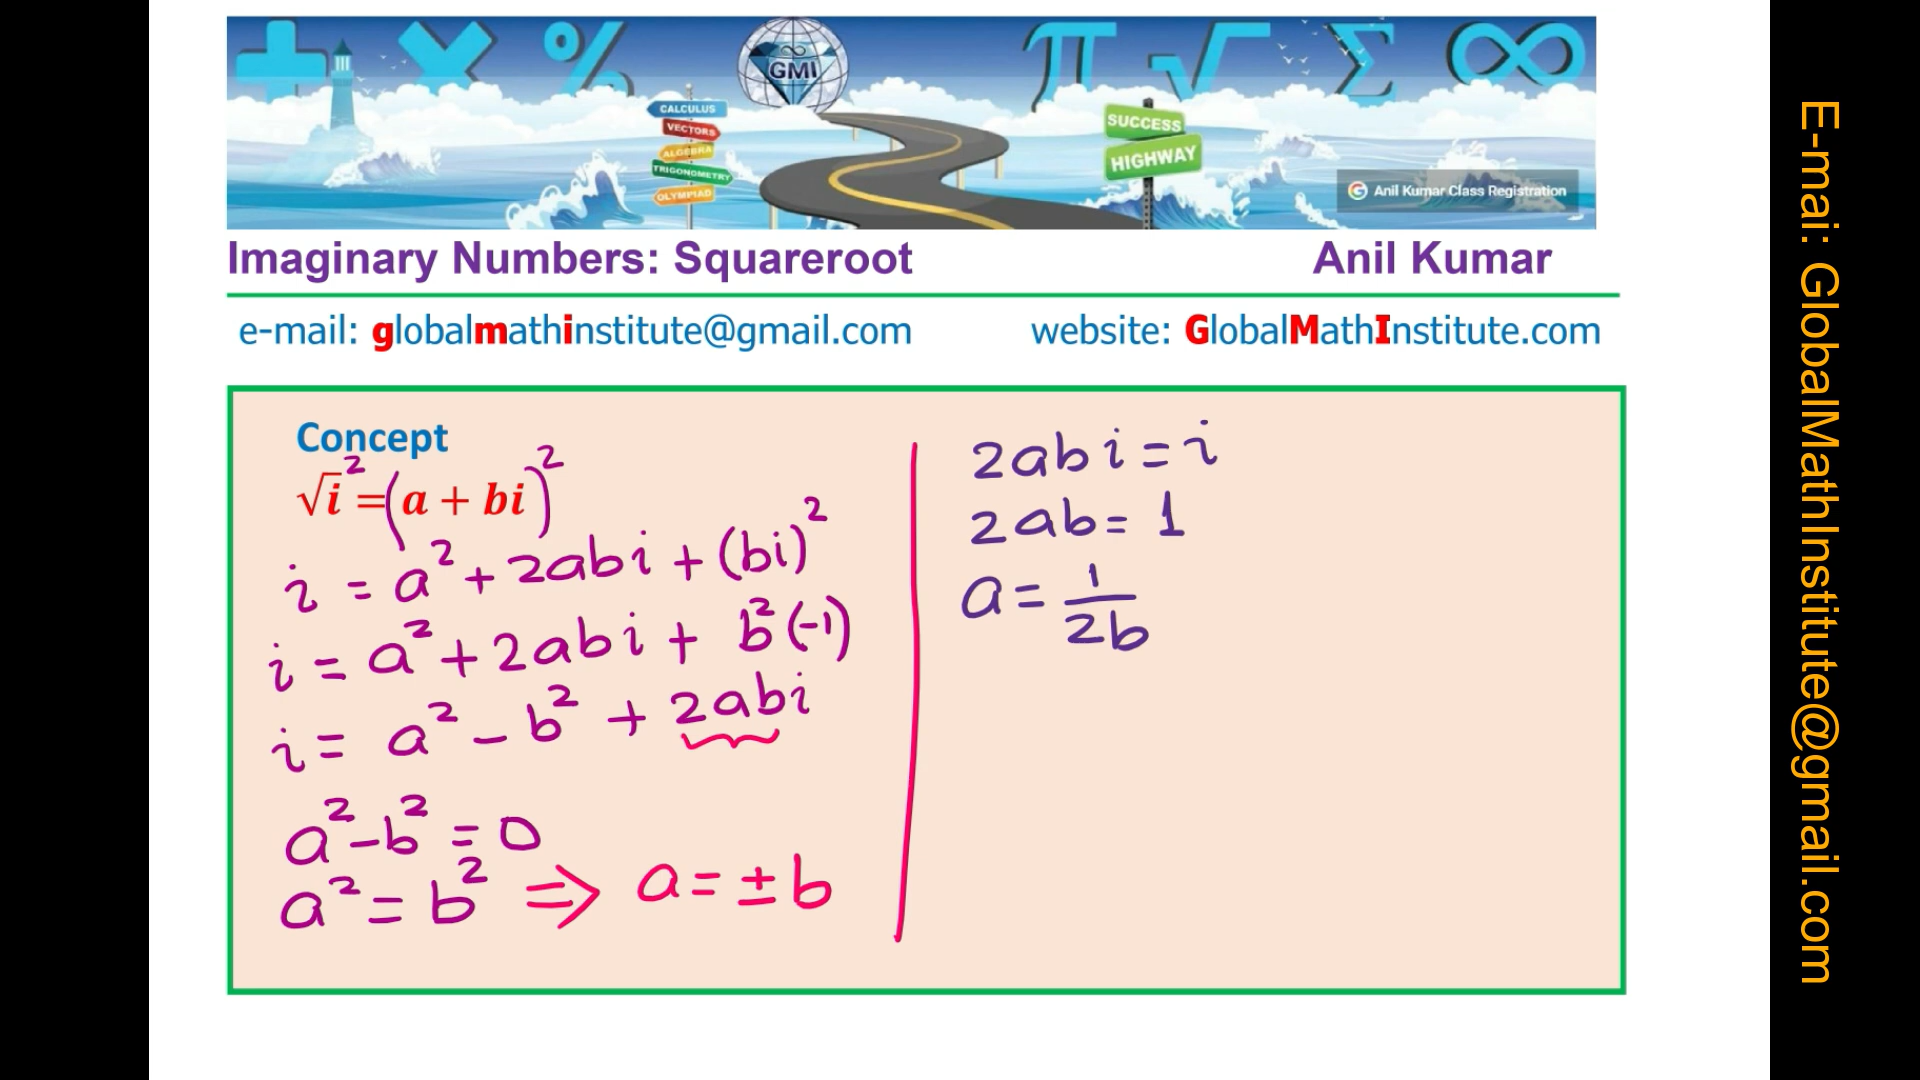 GMI
CALCULUS
VECTORS
ALGEBRA
TRIGONOMETRY
OLYMPIAD
SUCCESS
HIGHWAY
Anil Kumar Class Registration
Imaginary Numbers: Squareroot Anil Kumar
e-mail: globalmathinstitute@gmail.com website: GlobalMathInstitute.com
Concept
√i² = (a + bi)²
i = a² + 2abi + (bi)²
i = a² + 2abi + b²(-1)
i = a² - b² + 2abi
a² - b² = 0
a² = b² ⇒ a = ± b
2abi = i
2ab = 1
a = 1/2b
E-mai: GlobalMathInstitute@gmail.com